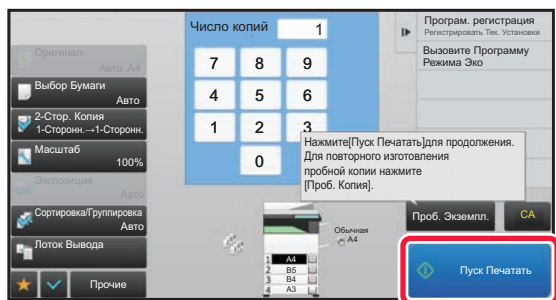 Число копий
1
Програм. регистрация
Регистрировать Тек. Установки
Вызовите Программу
Режима Эко
Оригинал
Авто A4
Выбор Бумаги
Авто
2-Стор. Копия
1-Сторонн.→1-Сторонн.
Масштаб
100%
Экспозиция
Авто
Сортировка/Группировка
Авто
Лоток Вывода
Прочие
7 8 9
4 5 6
1 2 3
0
Нажмите[Пуск Печатать]для продолжения.
Для повторного изготовления
пробной копии нажмите
[Проб. Копия].
Обычная
A4
1 A4
2 B5
3 B4
4 A3
Проб. Экземпл.
CA
Пуск Печатать